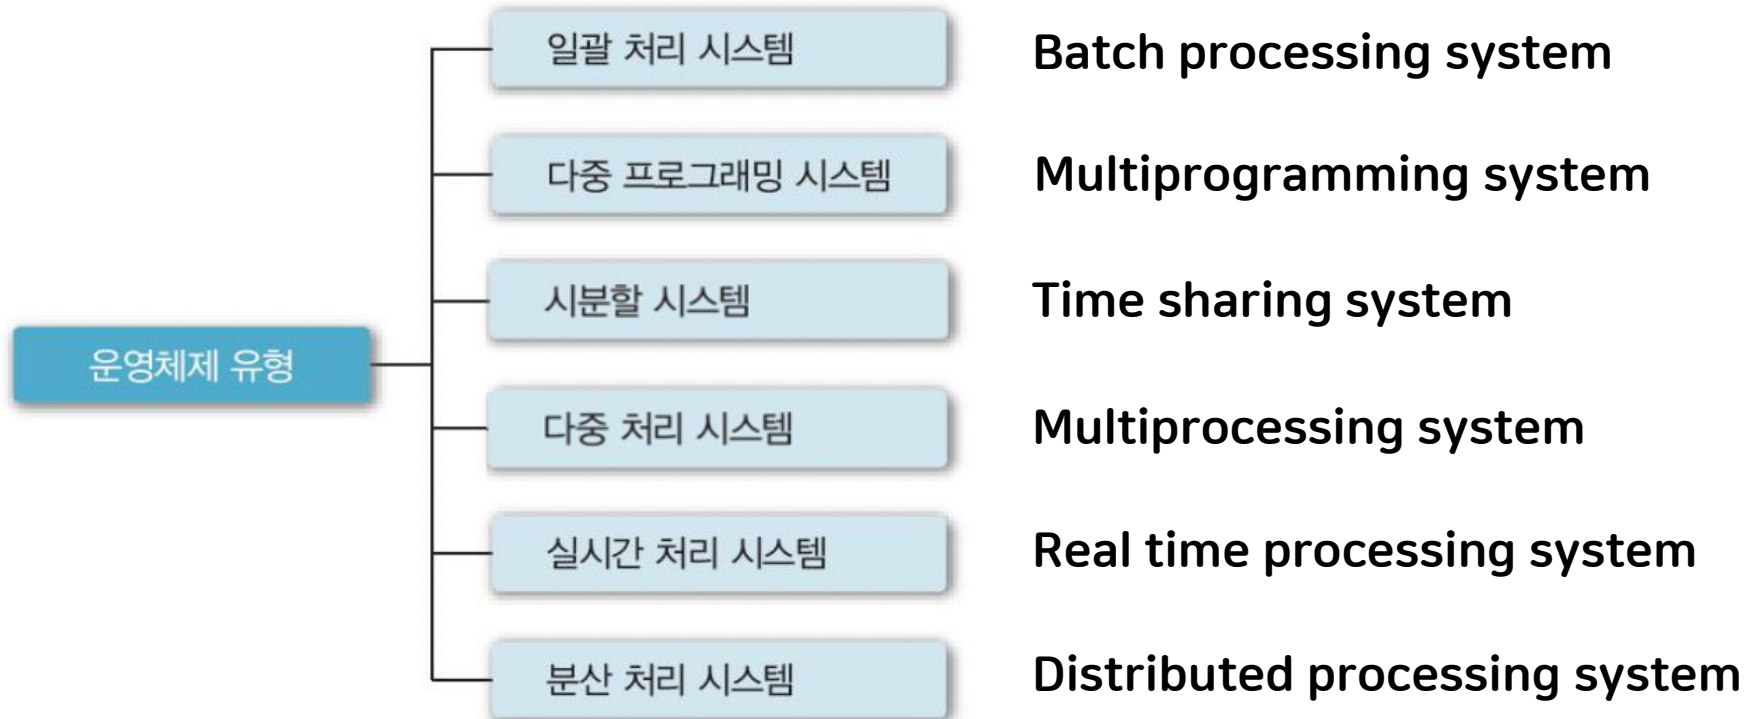 일괄 처리 시스템 Batch processing system
다중 프로그래밍 시스템 Multiprogramming system
시분할 시스템 Time sharing system
운영체제 유형
다중 처리 시스템 Multiprocessing system
실시간 처리 시스템 Real time processing system
분산 처리 시스템 Distributed processing system